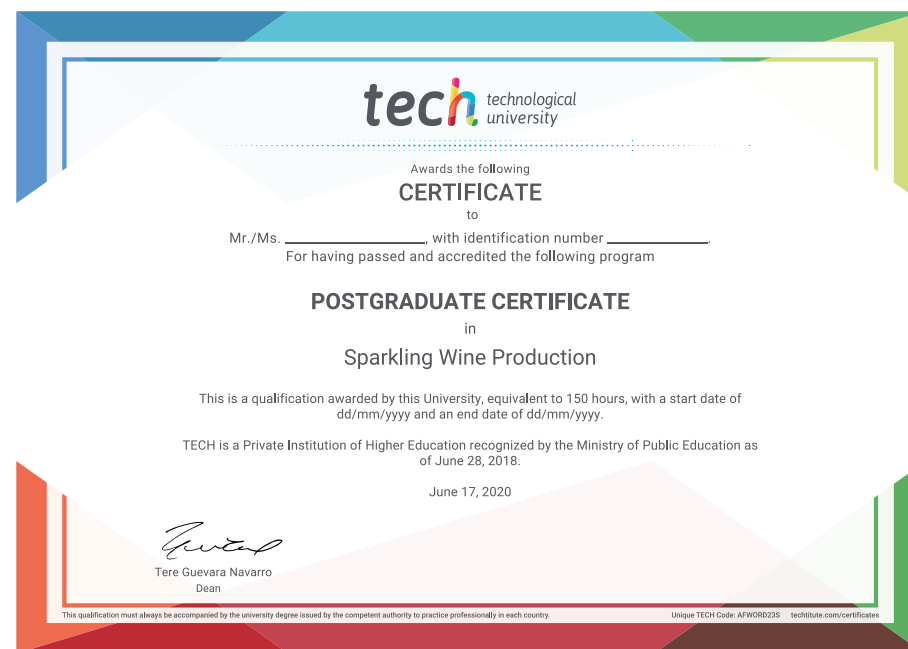 tech technological
university
Awards the following
CERTIFICATE
to
Mr./Ms. ____________________, with identification number ______________.
For having passed and accredited the following program
POSTGRADUATE CERTIFICATE
in
Sparkling Wine Production
This is a qualification awarded by this University, equivalent to 150 hours, with a start date of
dd/mm/yyyy and an end date of dd/mm/yyyy.
TECH is a Private Institution of Higher Education recognized by the Ministry of Public Education as
of June 28, 2018.
June 17, 2020
Tere Guevara Navarro
Dean
This qualification must always be accompanied by the university degree issued by the competent authority to practice professionally in each country.
Unique TECH Code: AFWORD23S techtitute.com/certificates